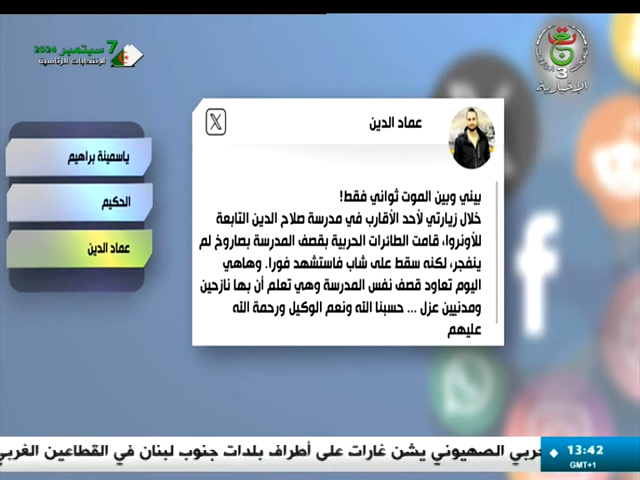 7 سبتمبر 2024
الإنتخابات الرئاسية
3
الإخبارية
عماد الدين
ياسمينة براهيم
الحكيم
عماد الدين
بيني وبين الموت ثواني فقط!
خلال زيارتي لأحد الأقارب في مدرسة صلاح الدين التابعة
للأونروا، قامت الطائرات الحربية بقصف المدرسة بصاروخ لم
ينفجر، لكنه سقط على شاب فاستشهد فورا. وهاهي
اليوم تعاود قصف نفس المدرسة وهي تعلم أن بها نازحين
ومدنيين عزل ... حسبنا الله ونعم الوكيل ورحمة الله
عليهم
حربي الصهيوني يشن غارات على أطراف بلدات جنوب لبنان في القطاعين الغربي
13:42
GMT+1